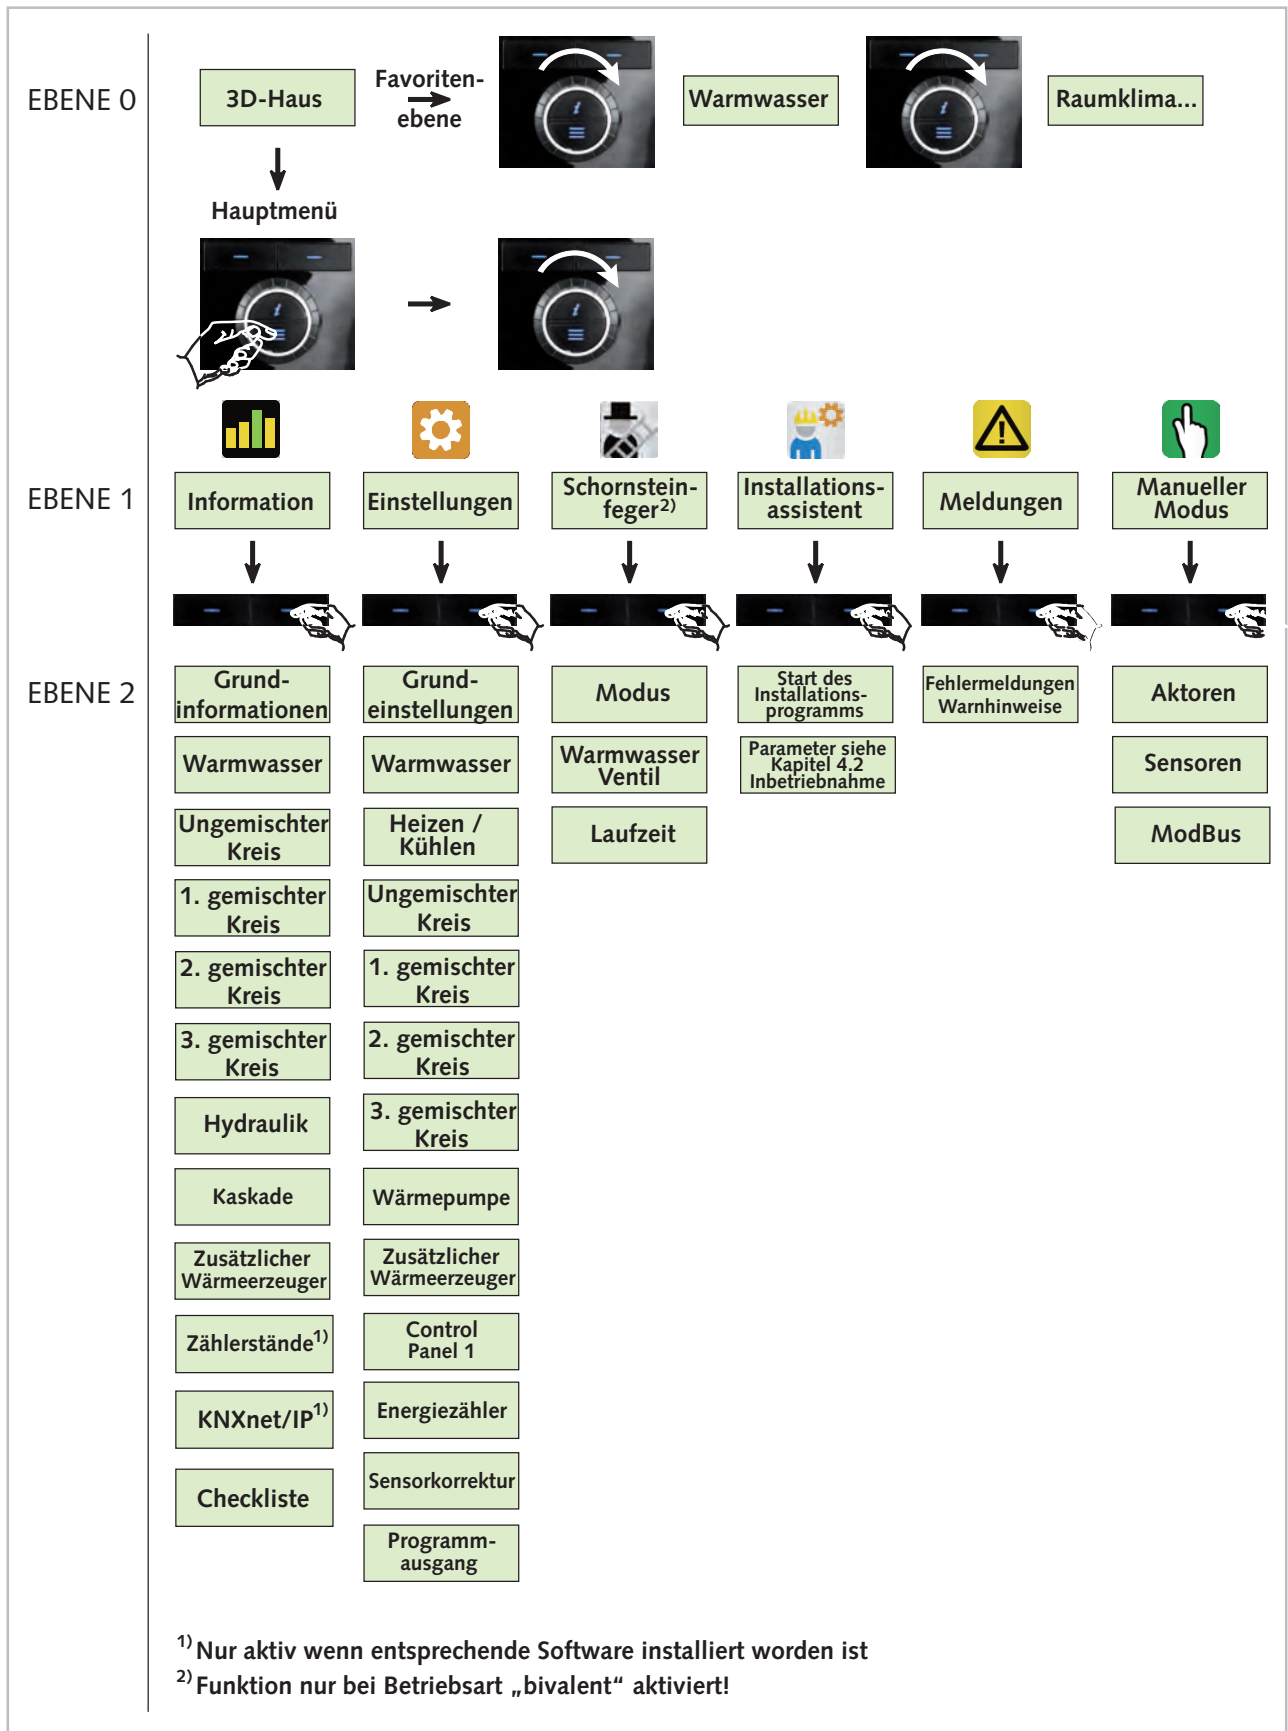 EBENE 0
3D-Haus
Favoriten-
ebene
i
Warmwasser
i
Raumklima...
Hauptmenü
i
i
EBENE 1
Information
Einstellungen
Schornstein-
feger2)
Installations-
assistent
Meldungen
Manueller
Modus
EBENE 2
Grund-
informationen
Grund-
einstellungen
Modus
Start des
Installations-
programms
Fehlermeldungen
Warnhinweise
Aktoren
Warmwasser
Warmwasser
Warmwasser
Ventil
Parameter siehe
Kapitel 4.2
Inbetriebnahme
Sensoren
Ungemischter
Kreis
Heizen /
Kühlen
Laufzeit
ModBus
1. gemischter
Kreis
Ungemischter
Kreis
2. gemischter
Kreis
1. gemischter
Kreis
3. gemischter
Kreis
2. gemischter
Kreis
Hydraulik
3. gemischter
Kreis
Kaskade
Wärmepumpe
Zusätzlicher
Wärmeerzeuger
Zusätzlicher
Wärmeerzeuger
Zählerstände1)
Control
Panel 1
KNXnet/IP1)
Energiezähler
Checkliste
Sensorkorrektur
Programm-
ausgang
1) Nur aktiv wenn entsprechende Software installiert worden ist
2) Funktion nur bei Betriebsart „bivalent“ aktiviert!